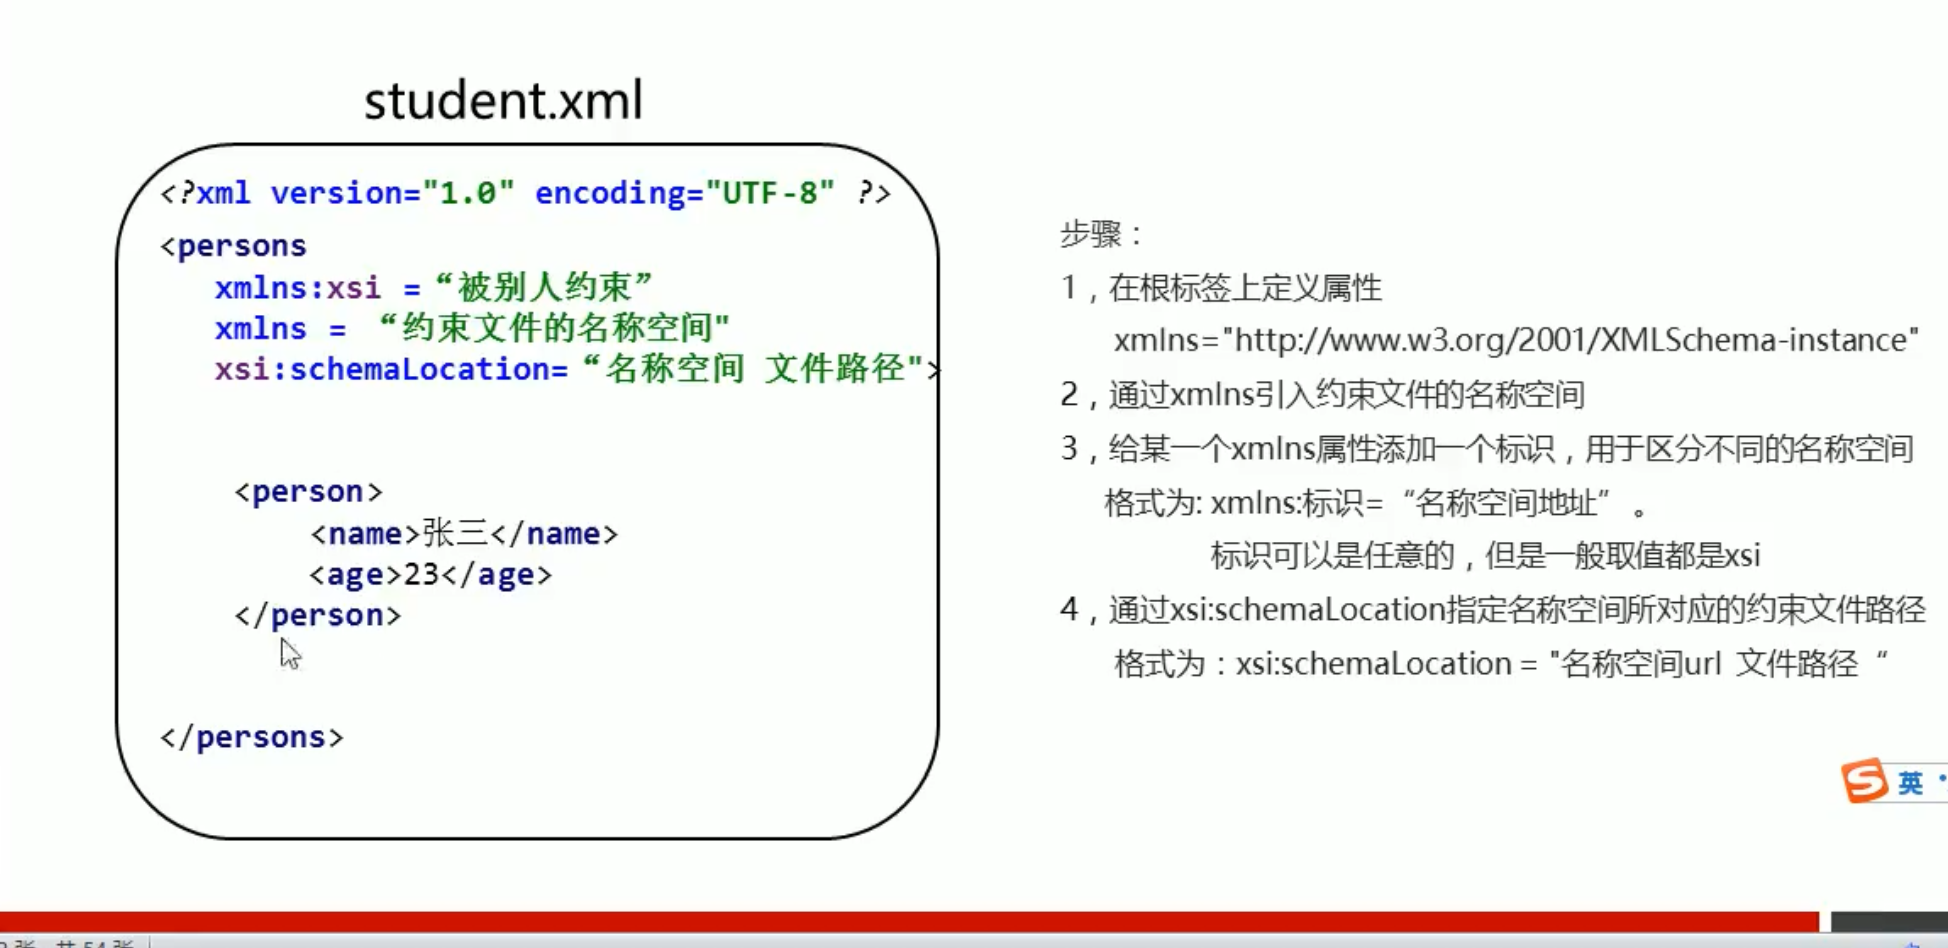 student.xml
<?xml version="1.0" encoding="UTF-8" ?>
<persons
xmlns:xsi =“被别人约束”
xmlns = “约束文件的名称空间"
xsi:schemaLocation=“名称空间 文件路径">
<person>
<name>张三</name>
<age>23</age>
</person>
</persons>
步骤：
1，在根标签上定义属性
xmlns="http://www.w3.org/2001/XMLSchema-instance"
2，通过xmlns引入约束文件的名称空间
3，给某一个xmlns属性添加一个标识，用于区分不同的名称空间
格式为: xmlns:标识=“名称空间地址”。
标识可以是任意的，但是一般取值都是xsi
4，通过xsi:schemaLocation指定名称空间所对应的约束文件路径
格式为：xsi:schemaLocation = "名称空间url 文件路径“
S 英
张，共 54 张